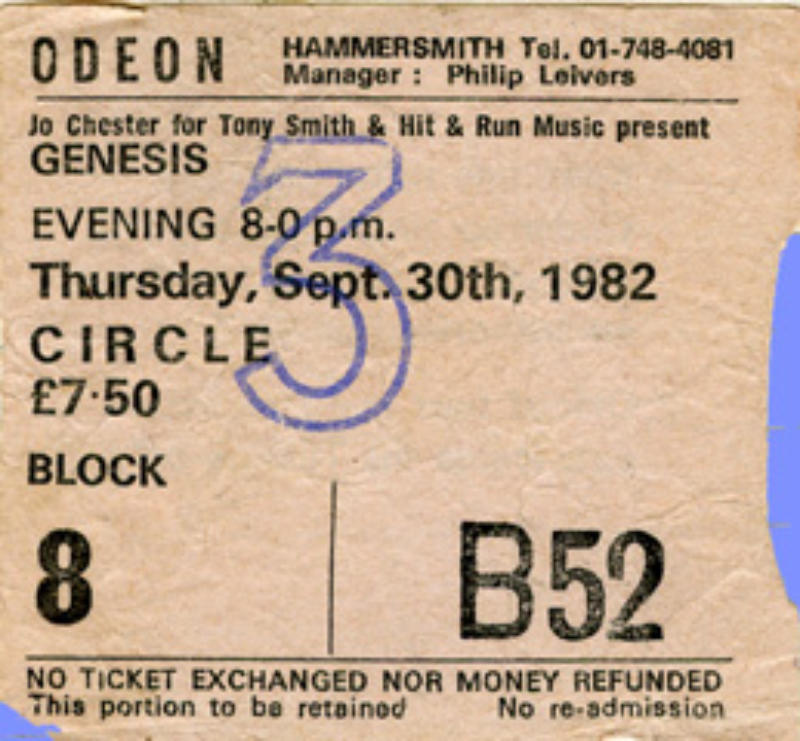 ODEON HAMMERSMITH Tel. 01-748-4081
Manager : Philip Leivers
Jo Chester for Tony Smith & Hit & Run Music present
GENESIS
3
EVENING 8-0 p.m.
Thursday, Sept. 30th, 1982
CIRCLE
£7·50
BLOCK
8 B52
NO TICKET EXCHANGED NOR MONEY REFUNDED
This portion to be retained No re-admission